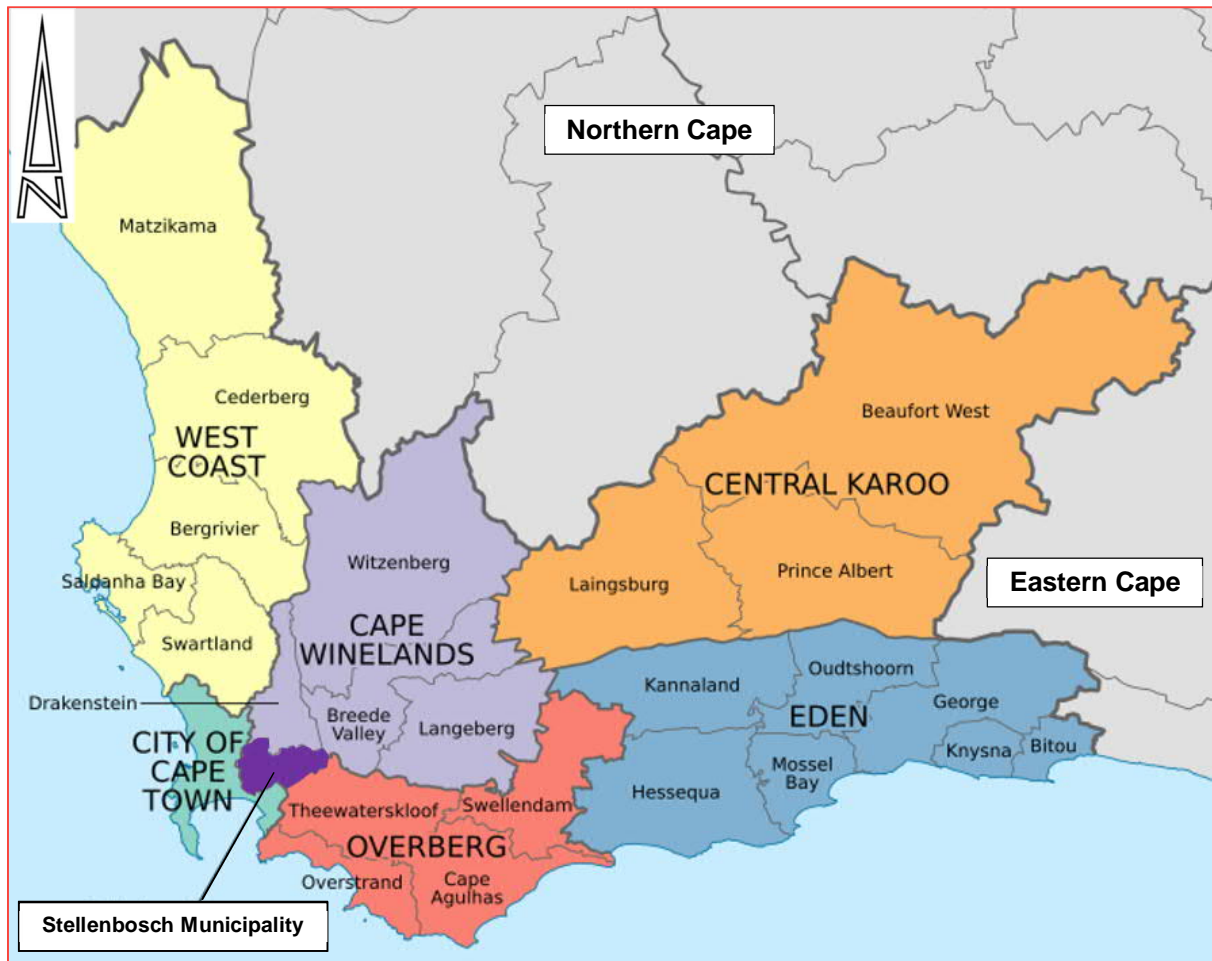 N
Northern Cape
Matzikama
Cederberg
WEST
COAST
Beaufort West
CENTRAL KAROO
Bergrivier
Witzenberg
Saldanha Bay
Laingsburg
Prince Albert
Eastern Cape
Swartland
CAPE
WINELANDS
Oudtshoorn
Kannaland
Drakenstein
George
Breede
Valley
Langeberg
EDEN
CITY OF
CAPE
TOWN
Knysna
Bitou
Mossel
Bay
Hessequa
Theewaterskloof
Swellendam
OVERBERG
Overstrand
Cape
Agulhas
Stellenbosch Municipality